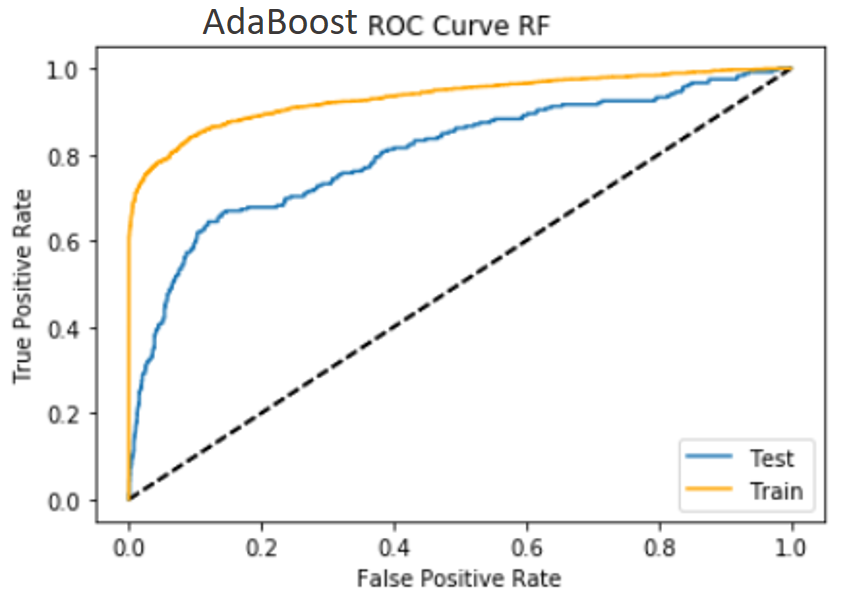 AdaBoost ROC Curve RF
True Positive Rate
1.0
0.8
0.6
0.4
0.2
0.0
Test
Train
0.0 0.2 0.4 0.6 0.8 1.0
False Positive Rate